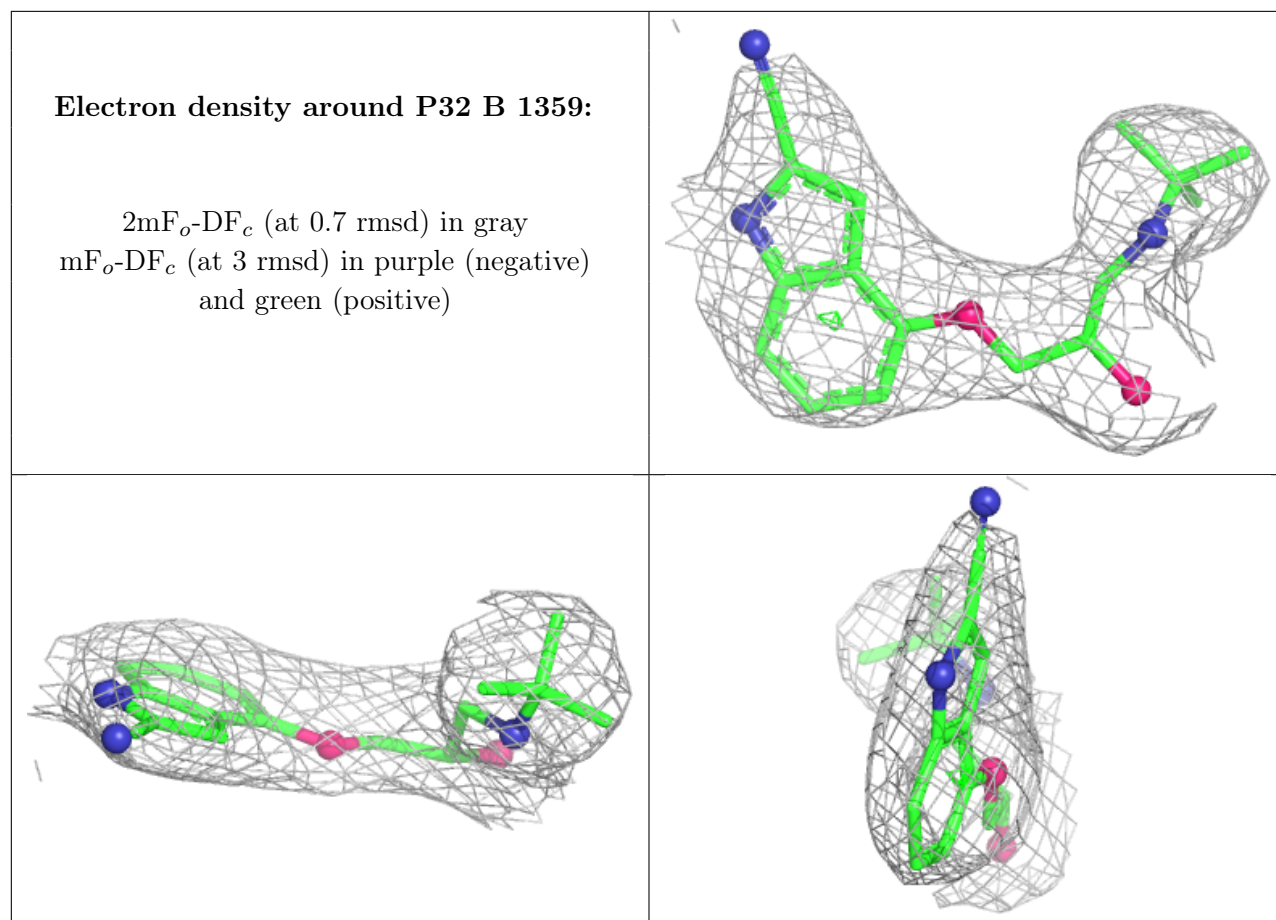 Electron density around P32 B 1359:
2mFo-DFc (at 0.7 rmsd) in gray
mFo-DFc (at 3 rmsd) in purple (negative)
and green (positive)